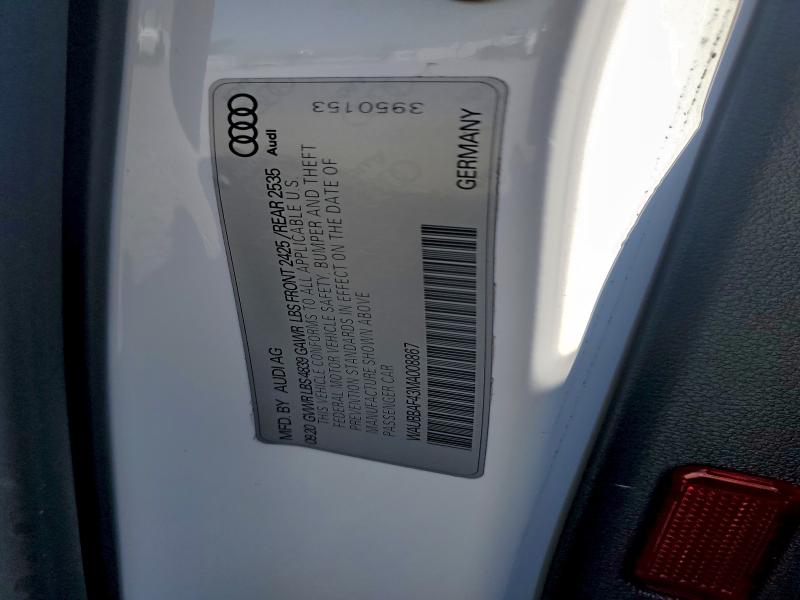 Audi
3950153
MFD. BY AUDI AG
09.20 GVWR LBS 4839 GAWR LBS FRONT 2425 / REAR 2535
THIS VEHICLE CONFORMS TO ALL APPLICABLE U.S.
FEDERAL MOTOR VEHICLE SAFETY, BUMPER AND THEFT
PREVENTION STANDARDS IN EFFECT ON THE DATE OF
MANUFACTURE SHOWN ABOVE
PASSENGER CAR
WAUBBAF43MA008867
GERMANY